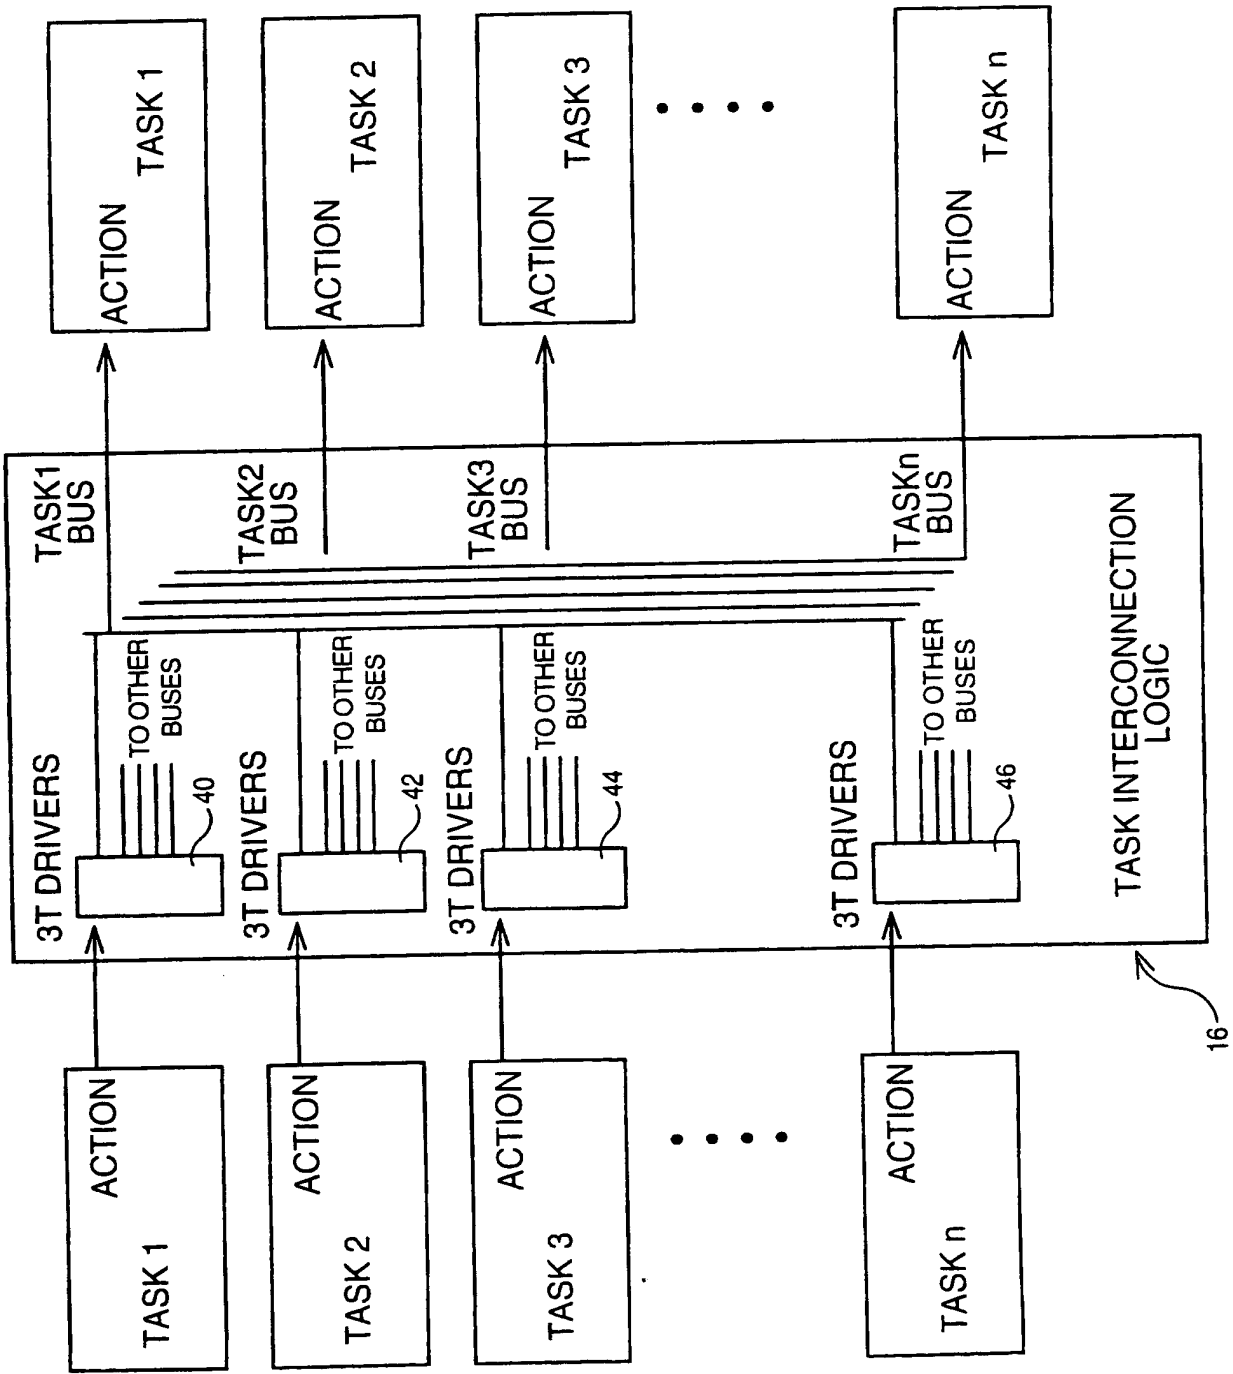 TASK 1
ACTION
3T DRIVERS
40
TO OTHER
BUSES
TASK1
BUS
ACTION
TASK 1
TASK 2
ACTION
3T DRIVERS
42
TO OTHER
BUSES
TASK2
BUS
ACTION
TASK 2
TASK 3
ACTION
3T DRIVERS
44
TO OTHER
BUSES
TASK3
BUS
ACTION
TASK 3
TASK n
ACTION
3T DRIVERS
46
TO OTHER
BUSES
TASKn
BUS
ACTION
TASK n
TASK INTERCONNECTION
LOGIC
16